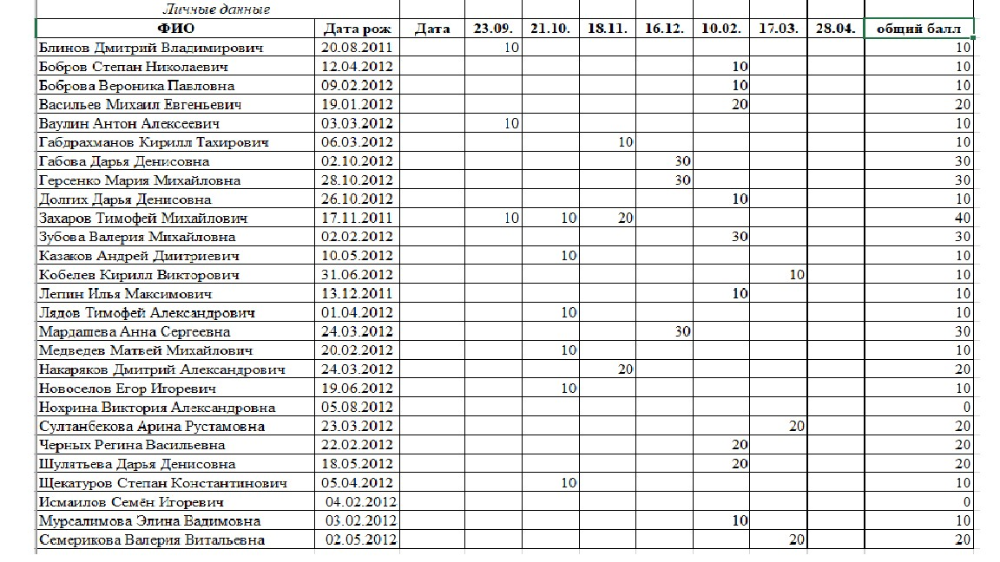 Личные данные
ФИО Дата рож Дата 23.09. 21.10. 18.11. 16.12. 10.02. 17.03. 28.04. общий балл
Блинов Дмитрий Владимирович 20.08.2011 10 10
Бобров Степан Николаевич 12.04.2012 10 10
Боброва Вероника Павловна 09.02.2012 10 10
Васильев Михаил Евгеньевич 19.01.2012 20 20
Ваулин Антон Алексеевич 03.03.2012 10 10
Габдрахманов Кирилл Тахирович 06.03.2012 10 10
Габова Дарья Денисовна 02.10.2012 30 30
Герсенко Мария Михайловна 28.10.2012 30 30
Долгих Дарья Денисовна 26.10.2012 10 10
Захаров Тимофей Михайлович 17.11.2011 10 10 20 40
Зубова Валерия Михайловна 02.02.2012 30 30
Казаков Андрей Дмитриевич 10.05.2012 10 10
Кобелев Кирилл Викторович 31.06.2012 10 10
Лепин Илья Максимович 13.12.2011 10 10
Лядов Тимофей Александрович 01.04.2012 10 10
Мардашева Анна Сергеевна 24.03.2012 30 30
Медведев Матвей Михайлович 20.02.2012 10 10
Накаряков Дмитрий Александрович 24.03.2012 20 20
Новоселов Егор Игоревич 19.06.2012 10 10
Нохрина Виктория Александровна 05.08.2012 0
Султанбекова Арина Рустамовна 23.03.2012 20 20
Черных Регина Васильевна 22.02.2012 20 20
Шулятьева Дарья Денисовна 18.05.2012 20 20
Щекатуров Степан Константинович 05.04.2012 10 10
Исмаилов Семён Игоревич 04.02.2012 0
Мурсалимова Элина Вадимовна 03.02.2012 10 10
Семерикова Валерия Витальевна 02.05.2012 20 20